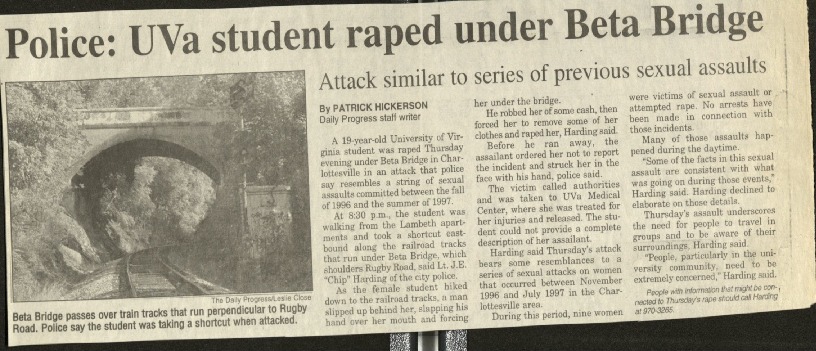 Police: UVa student raped under Beta Bridge
Attack similar to series of previous sexual assaults
The Daily Progress/Leslie Close
Beta Bridge passes over train tracks that run perpendicular to Rugby
Road. Police say the student was taking a shortcut when attacked.
By PATRICK HICKERSON
Daily Progress staff writer
A 19-year-old University of Vir-
ginia student was raped Thursday
evening under Beta Bridge in Char-
lottesville in an attack that police
say resembles a string of sexual
assaults committed between the fall
of 1996 and the summer of 1997.
At 8:30 p.m., the student was
walking from the Lambeth apart-
ments and took a shortcut east-
bound along the railroad tracks
that run under Beta Bridge, which
shoulders Rugby Road, said Lt. J.E.
"Chip" Harding of the city police.
As the female student hiked
down to the railroad tracks, a man
slipped up behind her, slapping his
hand over her mouth and forcing
her under the bridge.
He robbed her of some cash, then
forced her to remove some of her
clothes and raped her, Harding said.
Before he ran away, the
assailant ordered her not to report
the incident and struck her in the
face with his hand, police said.
The victim called authorities
and was taken to UVa Medical
Center, where she was treated for
her injuries and released. The stu-
dent could not provide a complete
description of her assailant.
Harding said Thursday's attack
bears some resemblances to a
series of sexual attacks on women
that occurred between November
1996 and July 1997 in the Char-
lottesville area.
During this period, nine women
were victims of sexual assault or
attempted rape. No arrests have
been made in connection with
those incidents.
Many of those assaults hap-
pened during the daytime.
"Some of the facts in this sexual
assault are consistent with what
was going on during those events,"
Harding said. Harding declined to
elaborate on those details.
Thursday's assault underscores
the need for people to travel in
groups and to be aware of their
surroundings, Harding said.
"People, particularly in the uni-
versity community, need to be
extremely concerned," Harding said.
People with information that might be con-
nected to Thursday's rape should call Harding
at 970-3265.